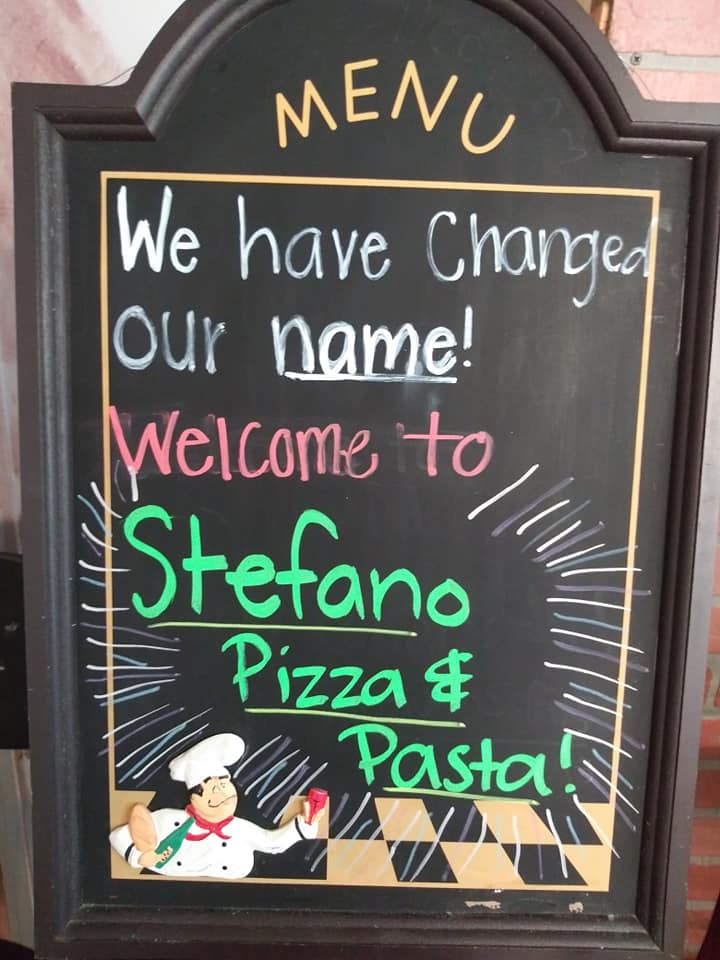 MENU
We have Changed
our name!
Welcome to
Stefano
Pizza &
Pasta!